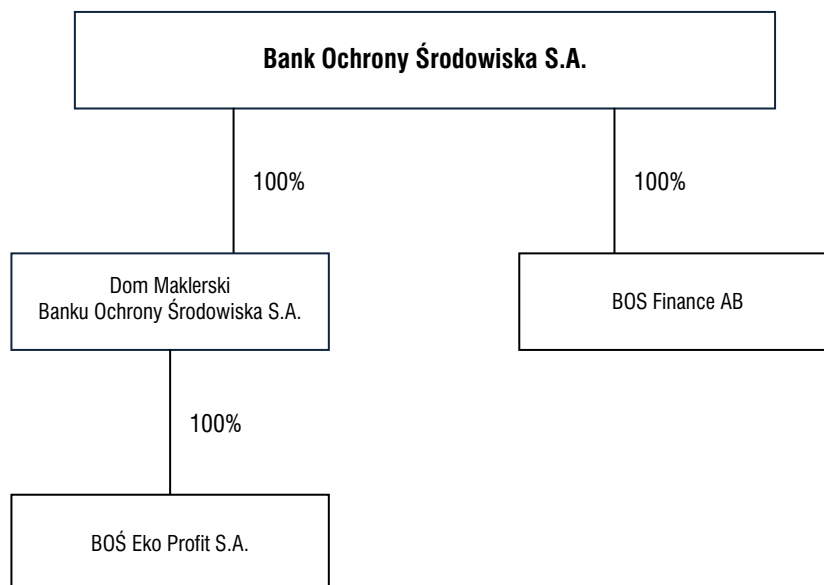 Bank Ochrony Środowiska S.A.
100%
100%
Dom Maklerski
Banku Ochrony Środowiska S.A.
BOS Finance AB
100%
BOŚ Eko Profit S.A.